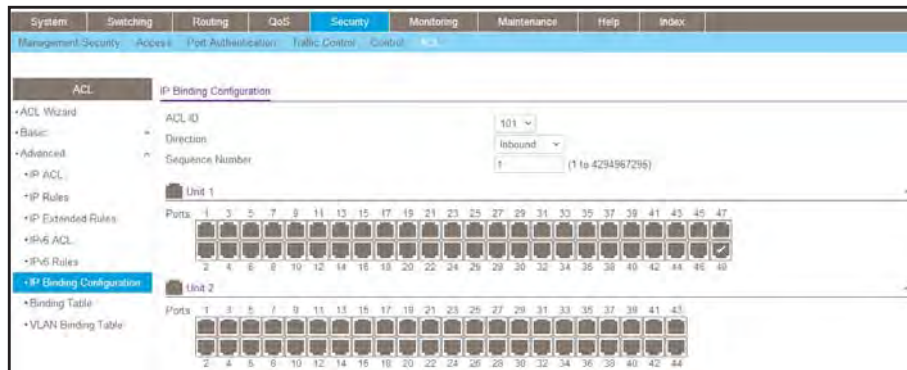 System Switching Routing QoS Security Monitoring Maintenance Help Index
Management Security Access Port Authentication Traffic Control Control
ACL
•ACL Wizard
•Basic
•Advanced
•IP ACL
•IP Rules
•IP Extended Rules
•IPv6 ACL
•IPv6 Rules
•IP Binding Configuration
•Binding Table
•VLAN Binding Table
IP Binding Configuration
ACL ID 101
Direction Inbound
Sequence Number 1 (1 to 4294967295)
Unit 1
Ports 1 3 5 7 9 11 13 15 17 19 21 23 25 27 29 31 33 35 37 39 41 43 45 47
2 4 6 8 10 12 14 16 18 20 22 24 26 28 30 32 34 36 38 40 42 44 46 48
Unit 2
Ports 1 3 5 7 9 11 13 15 17 19 21 23 25 27 29 31 33 35 37 39 41 43
2 4 6 8 10 12 14 16 18 20 22 24 26 28 30 32 34 36 38 40 42 44